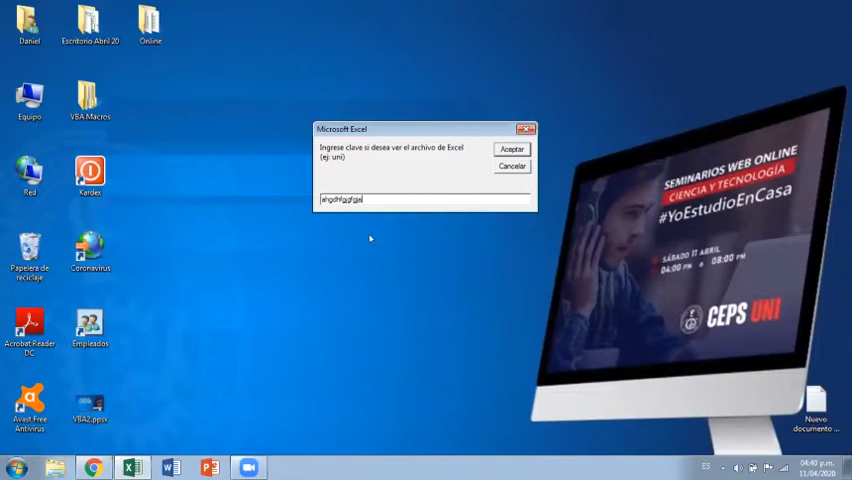 Daniel
Escritorio Abril 20
Online
Equipo
VBA Macros
Red
Kardex
Papelera de
reciclaje
Coronavirus
Acrobat Reader
DC
Empleados
Avast Free
Antivirus
VBA2.ppsx
Microsoft Excel
Ingrese clave si desea ver el archivo de Excel
(ej: uni)
Aceptar
Cancelar
SEMINARIOS WEB ONLINE
CIENCIA Y TECNOLOGÍA
#YoEstudioEnCasa
SÁBADO 11 ABRIL
04:00 PM a 08:00 PM
CEPS UNI
Nuevo
documento ...
ES
04:40 p.m.
11/04/2020